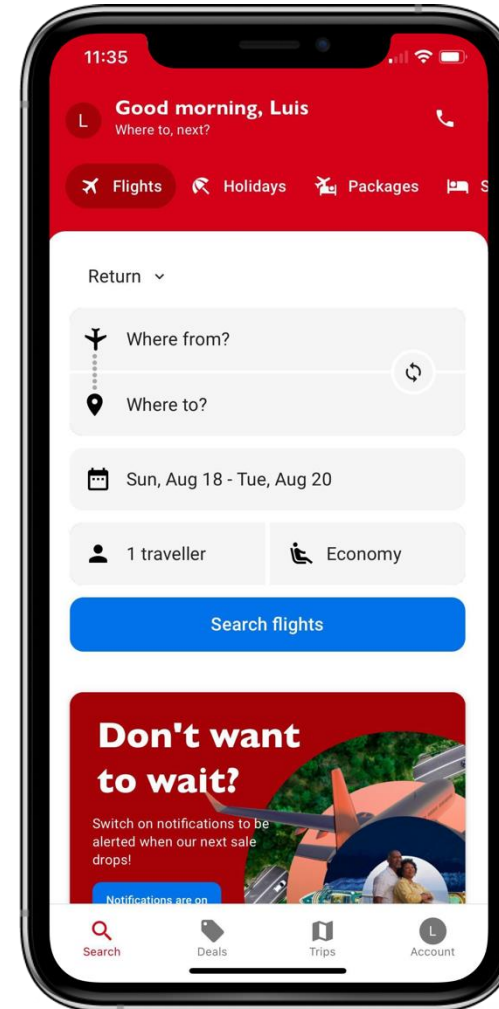 11:35
L
Good morning, Luis
Where to, next?
Flights
Holidays
Packages
S
Return
Where from?
Where to?
Sun, Aug 18 - Tue, Aug 20
1 traveller
Economy
Search flights
Don't want
to wait?
Switch on notifications to be
alerted when our next sale
drops!
Notifications are on
Search
Deals
Trips
L
Account